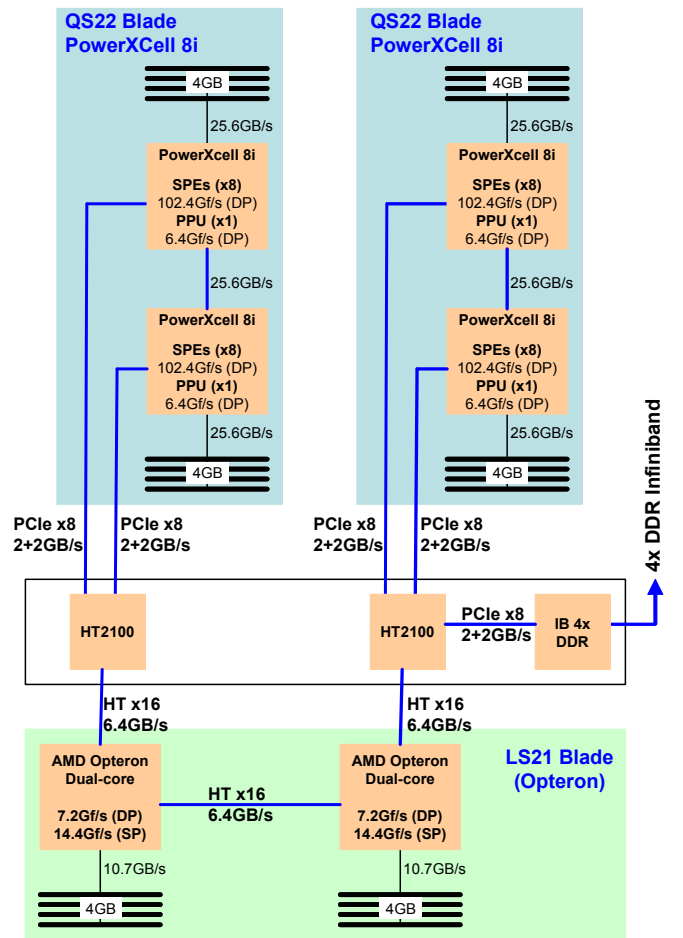 QS22 Blade
PowerXCell 8i
4GB
25.6GB/s
PowerXcell 8i
SPEs (x8)
102.4Gf/s (DP)
PPU (x1)
6.4Gf/s (DP)
25.6GB/s
PowerXcell 8i
SPEs (x8)
102.4Gf/s (DP)
PPU (x1)
6.4Gf/s (DP)
25.6GB/s
4GB
QS22 Blade
PowerXCell 8i
4GB
25.6GB/s
PowerXcell 8i
SPEs (x8)
102.4Gf/s (DP)
PPU (x1)
6.4Gf/s (DP)
25.6GB/s
PowerXcell 8i
SPEs (x8)
102.4Gf/s (DP)
PPU (x1)
6.4Gf/s (DP)
25.6GB/s
4GB
PCIe x8
2+2GB/s
PCIe x8
2+2GB/s
PCIe x8
2+2GB/s
PCIe x8
2+2GB/s
4x DDR Infiniband
HT2100
HT2100
PCIe x8
2+2GB/s
IB 4x
DDR
HT x16
6.4GB/s
HT x16
6.4GB/s
AMD Opteron
Dual-core
7.2Gf/s (DP)
14.4Gf/s (SP)
HT x16
6.4GB/s
AMD Opteron
Dual-core
7.2Gf/s (DP)
14.4Gf/s (SP)
LS21 Blade
(Opteron)
10.7GB/s
4GB
10.7GB/s
4GB